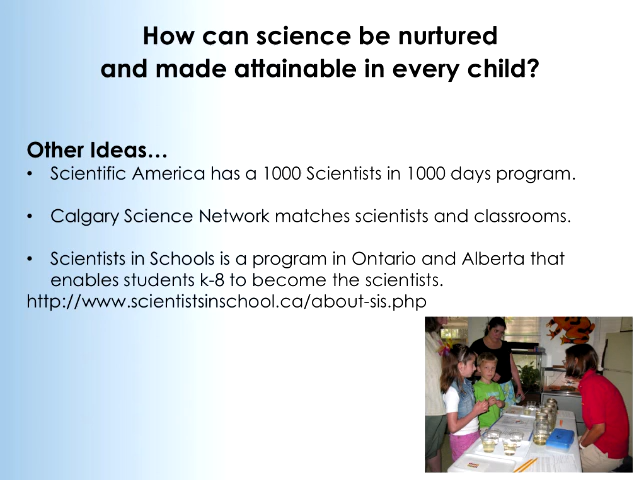 How can science be nurtured
and made attainable in every child?
Other Ideas...
• Scientific America has a 1000 Scientists in 1000 days program.
• Calgary Science Network matches scientists and classrooms.
• Scientists in Schools is a program in Ontario and Alberta that
enables students k-8 to become the scientists.
http://www.scientistsinschool.ca/about-sis.php